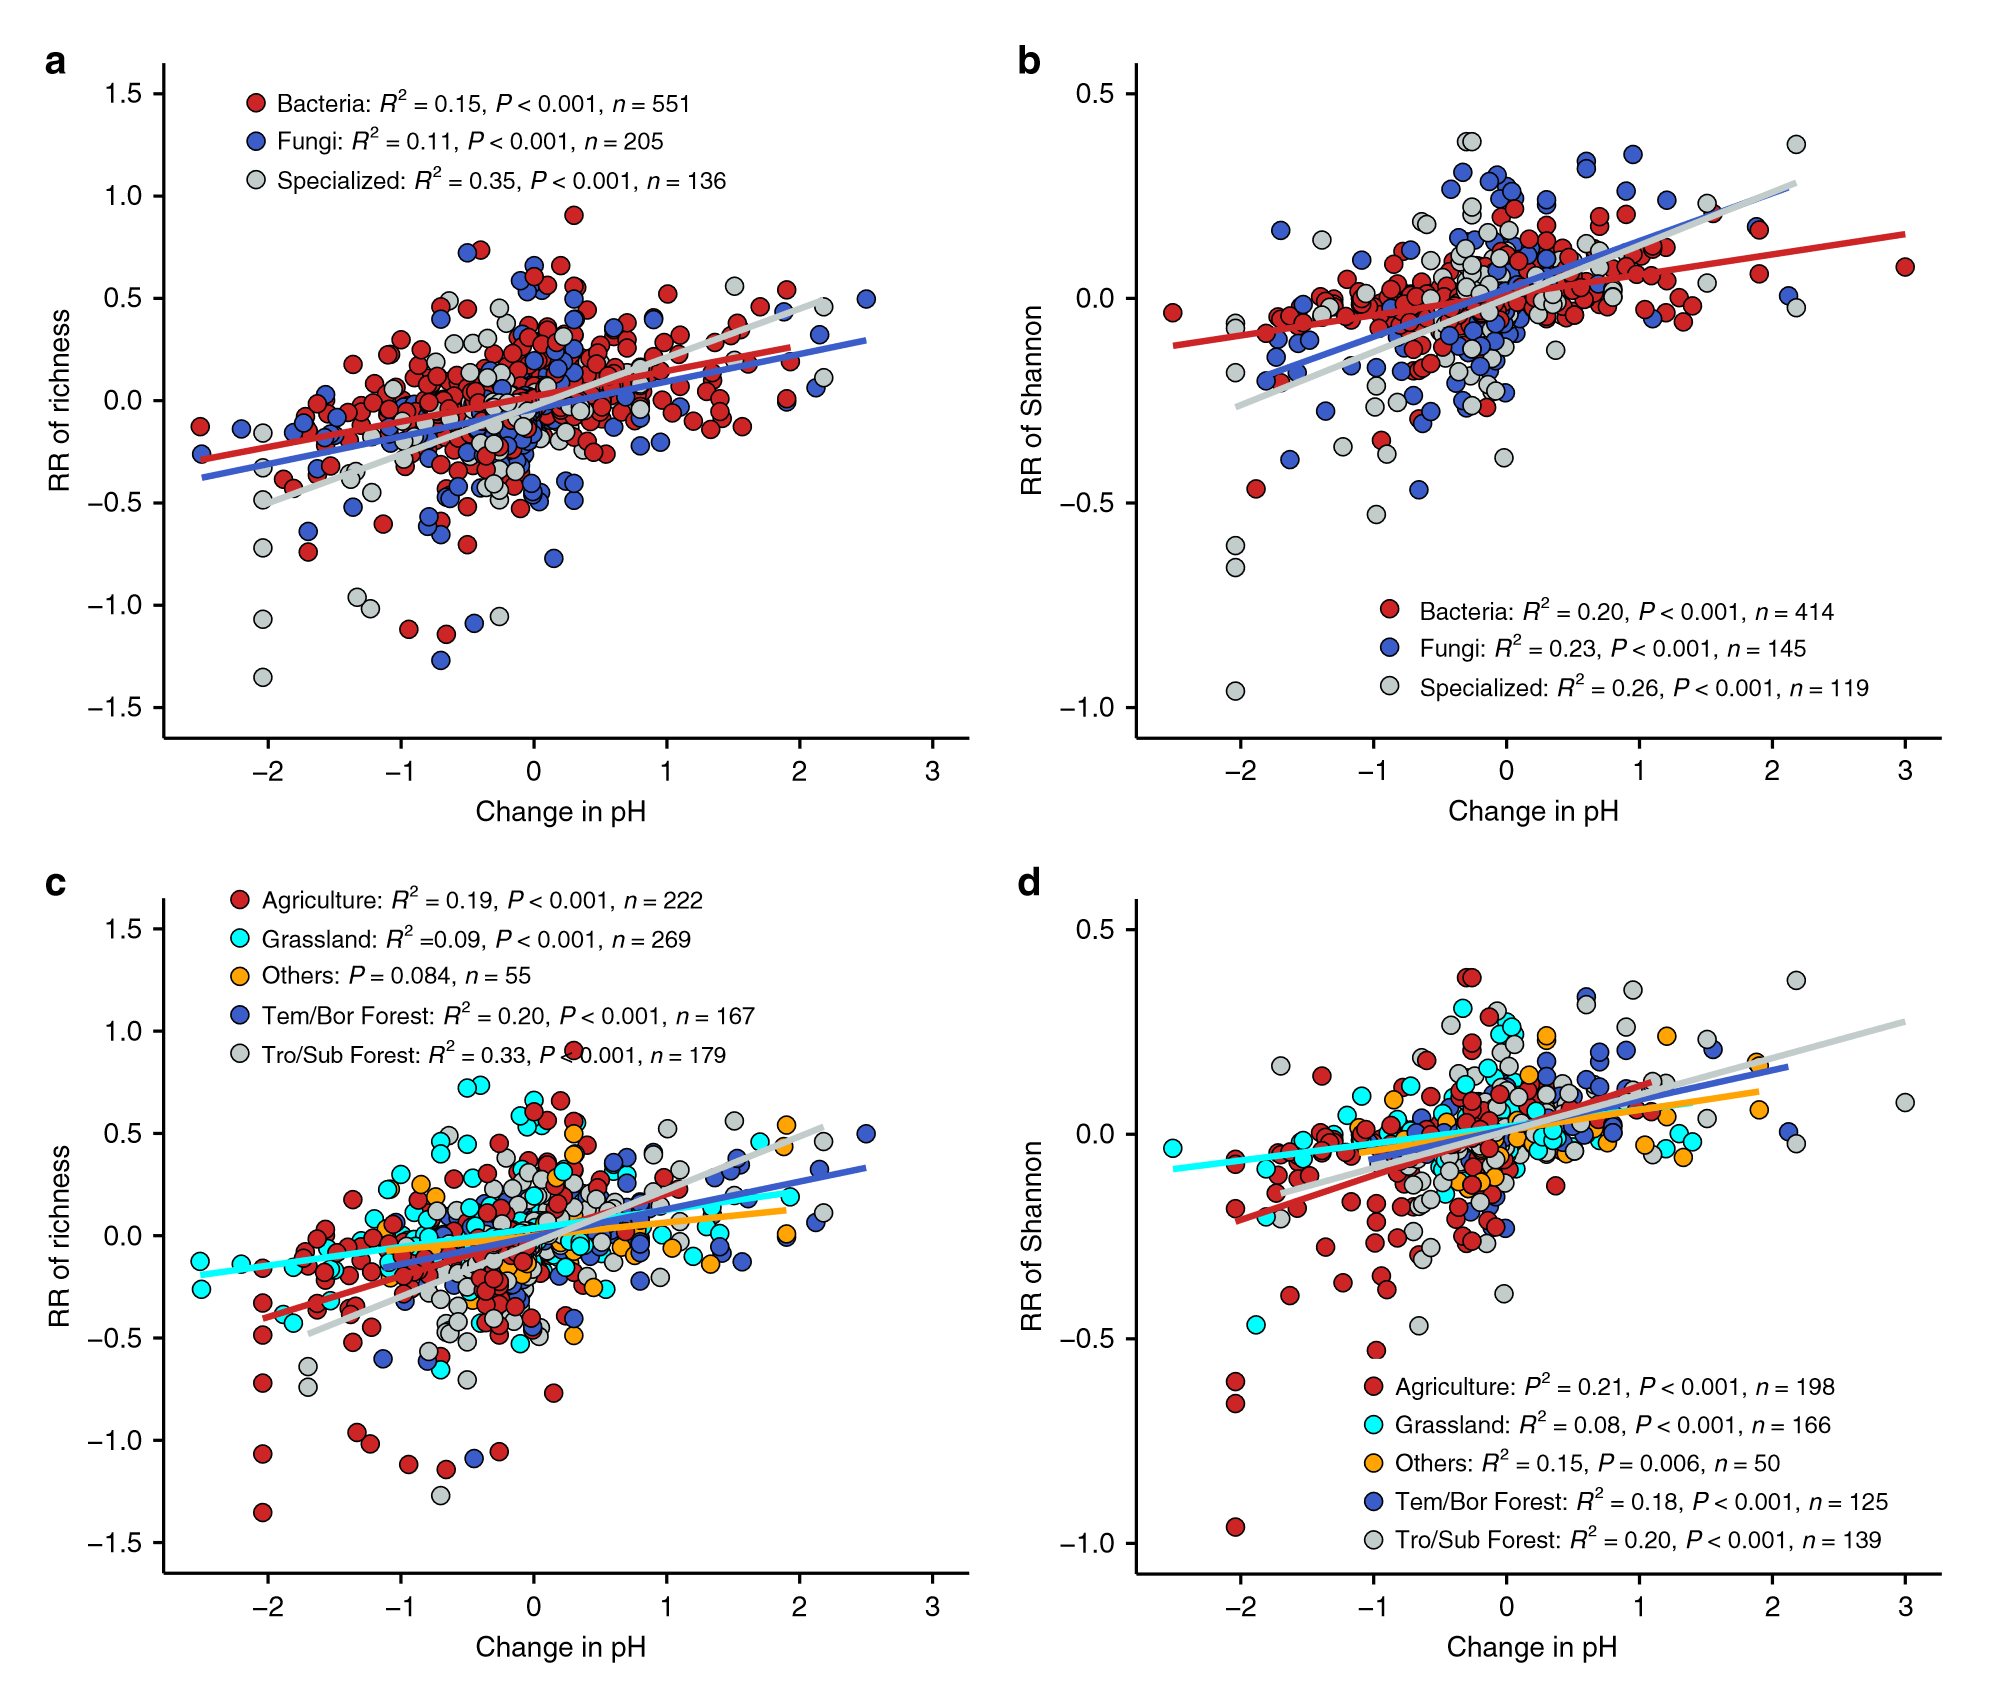 a
1.5
1.0
0.5
0.0
−0.5
−1.0
−1.5
RR of richness
Bacteria: R² = 0.15, P < 0.001, n = 551
Fungi: R² = 0.11, P < 0.001, n = 205
Specialized: R² = 0.35, P < 0.001, n = 136
−2 −1 0 1 2 3
Change in pH
b
0.5
0.0
−0.5
−1.0
RR of Shannon
Bacteria: R² = 0.20, P < 0.001, n = 414
Fungi: R² = 0.23, P < 0.001, n = 145
Specialized: R² = 0.26, P < 0.001, n = 119
−2 −1 0 1 2 3
Change in pH
c
1.5
1.0
0.5
0.0
−0.5
−1.0
−1.5
RR of richness
Agriculture: R² = 0.19, P < 0.001, n = 222
Grassland: R² =0.09, P < 0.001, n = 269
Others: P = 0.084, n = 55
Tem/Bor Forest: R² = 0.20, P < 0.001, n = 167
Tro/Sub Forest: R² = 0.33, P < 0.001, n = 179
−2 −1 0 1 2 3
Change in pH
d
0.5
0.0
−0.5
−1.0
RR of Shannon
Agriculture: P² = 0.21, P < 0.001, n = 198
Grassland: R² = 0.08, P < 0.001, n = 166
Others: R² = 0.15, P = 0.006, n = 50
Tem/Bor Forest: R² = 0.18, P < 0.001, n = 125
Tro/Sub Forest: R² = 0.20, P < 0.001, n = 139
−2 −1 0 1 2 3
Change in pH